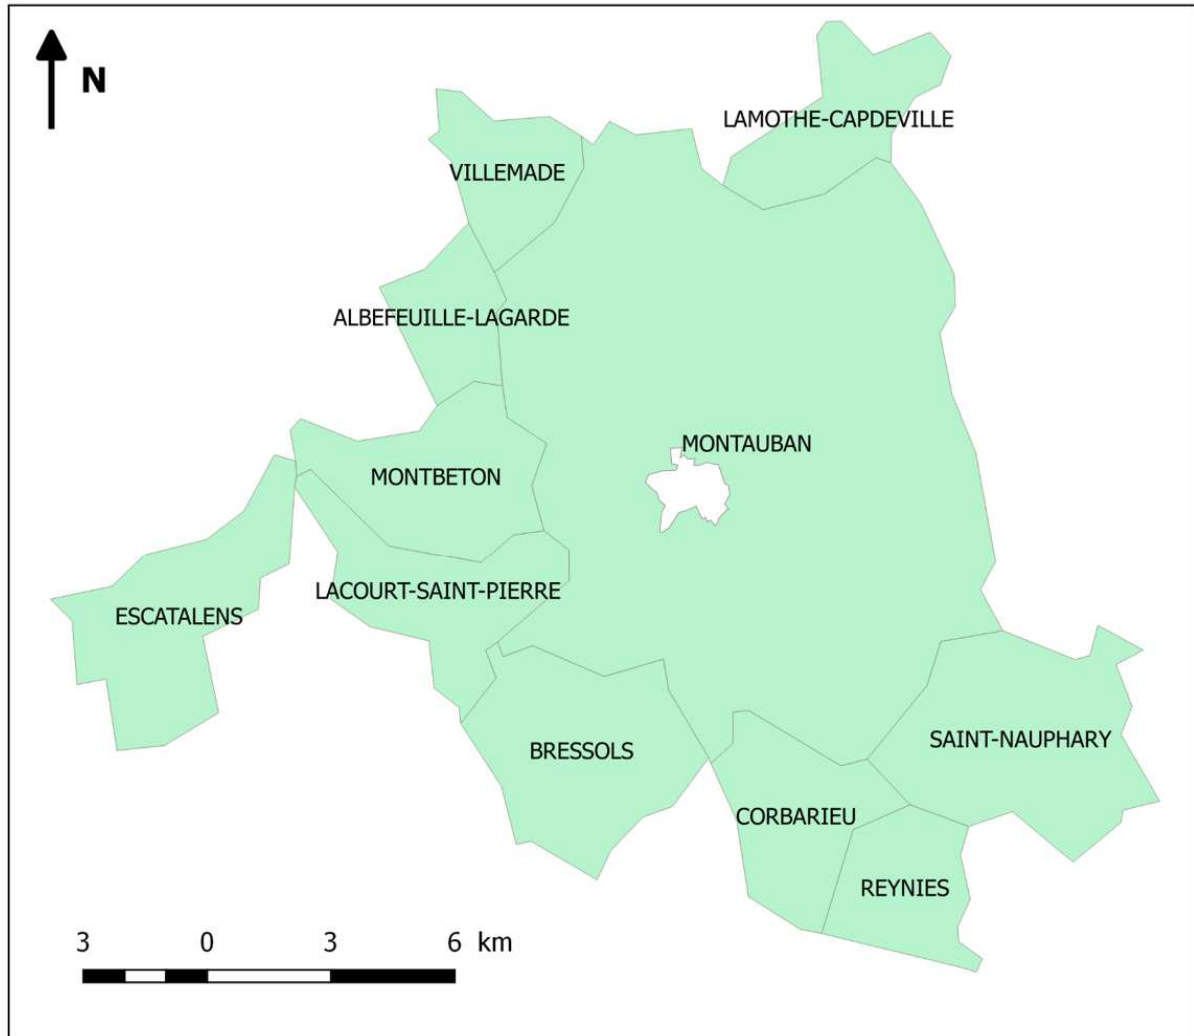 N
LAMOTHE-CAPDEVILLE
VILLEMADE
ALBEFEUILLE-LAGARDE
MONTAUBAN
MONTBETON
LACOURT-SAINT-PIERRE
ESCATALENS
SAINT-NAUPHARY
BRESSOLS
CORBARIEU
REYNIES
3 0 3 6 km